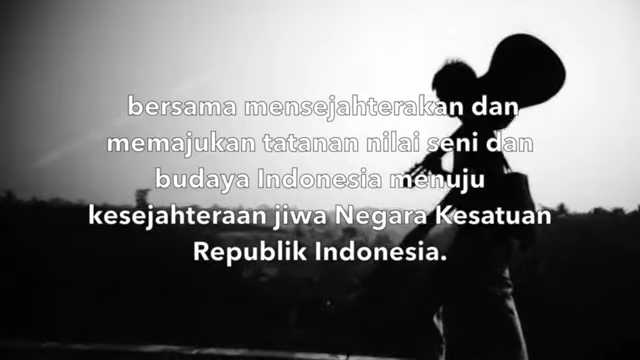 bersama mensejahterakan dan
memajukan tatanan nilai seni dan
budaya Indonesia menuju
kesejahteraan jiwa Negara Kesatuan
Republik Indonesia.